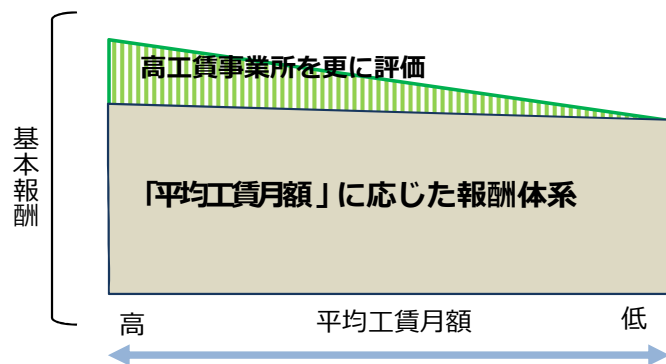 高工賃事業所を更に評価
基本報酬
「平均工賃月額」に応じた報酬体系
高 平均工賃月額 低